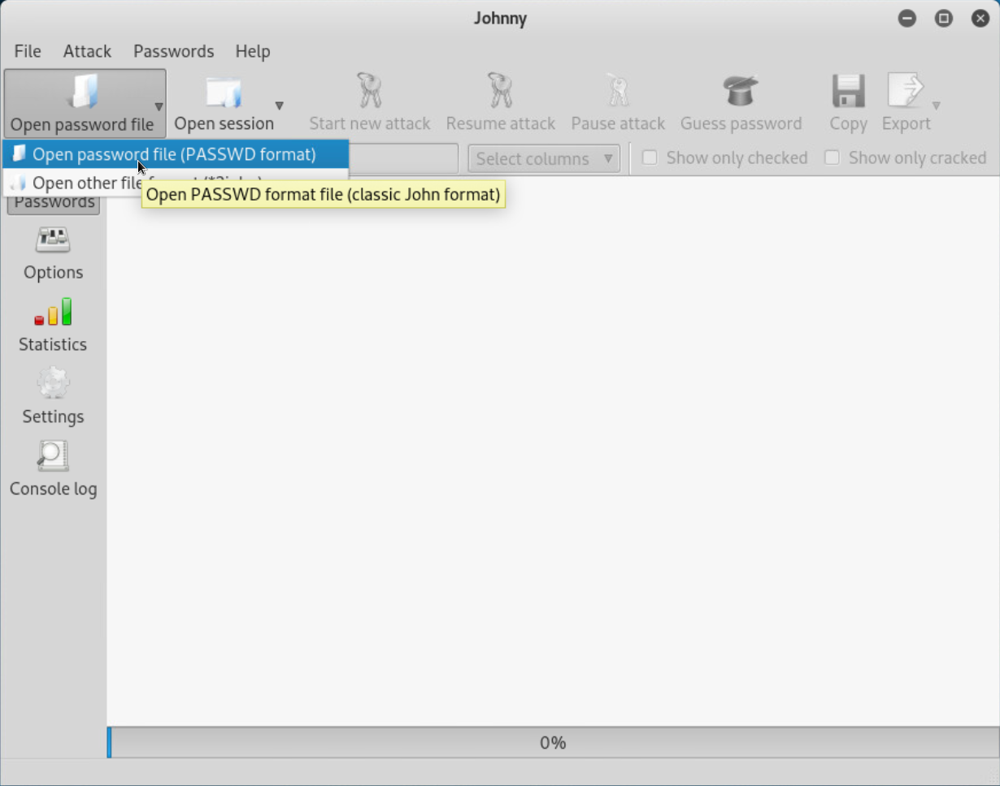 Johnny
File Attack Passwords Help
Open password file Open session Start new attack Resume attack Pause attack Guess password Copy Export
Open password file (PASSWD format)
Select columns Show only checked Show only cracked
Open other file
Open PASSWD format file (classic John format)
Passwords
Options
Statistics
Settings
Console log
0%